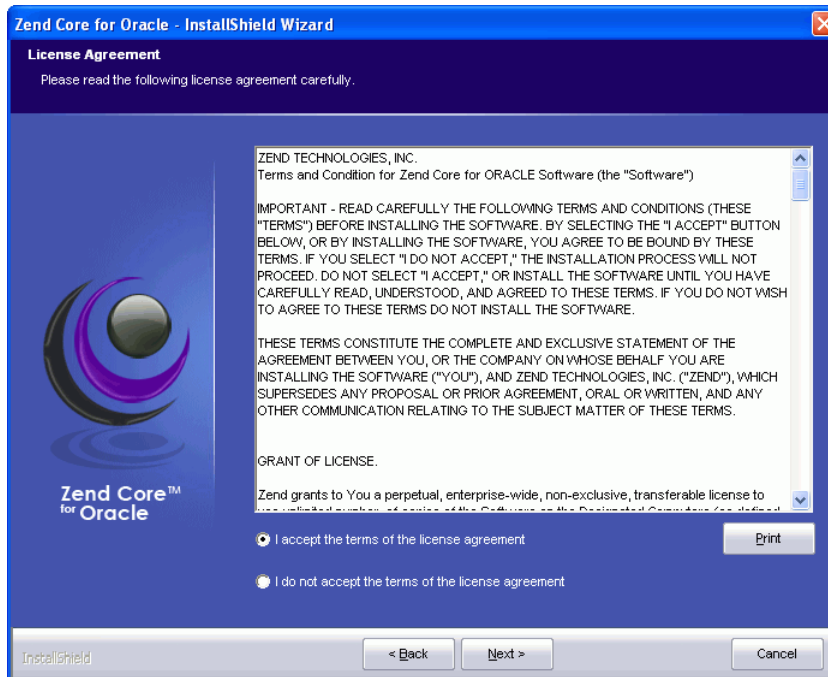 Zend Core for Oracle - InstallShield Wizard
License Agreement
Please read the following license agreement carefully.
ZEND TECHNOLOGIES, INC.
Terms and Condition for Zend Core for ORACLE Software (the "Software")
IMPORTANT - READ CAREFULLY THE FOLLOWING TERMS AND CONDITIONS (THESE
"TERMS") BEFORE INSTALLING THE SOFTWARE. BY SELECTING THE "I ACCEPT" BUTTON
BELOW, OR BY INSTALLING THE SOFTWARE, YOU AGREE TO BE BOUND BY THESE
TERMS. IF YOU SELECT "I DO NOT ACCEPT," THE INSTALLATION PROCESS WILL NOT
PROCEED. DO NOT SELECT "I ACCEPT," OR INSTALL THE SOFTWARE UNTIL YOU HAVE
CAREFULLY READ, UNDERSTOOD, AND AGREED TO THESE TERMS. IF YOU DO NOT WISH
TO AGREE TO THESE TERMS DO NOT INSTALL THE SOFTWARE.
THESE TERMS CONSTITUTE THE COMPLETE AND EXCLUSIVE STATEMENT OF THE
AGREEMENT BETWEEN YOU, OR THE COMPANY ON WHOSE BEHALF YOU ARE
INSTALLING THE SOFTWARE ("YOU"), AND ZEND TECHNOLOGIES, INC. ("ZEND"), WHICH
SUPERSEDES ANY PROPOSAL OR PRIOR AGREEMENT, ORAL OR WRITTEN, AND ANY
OTHER COMMUNICATION RELATING TO THE SUBJECT MATTER OF THESE TERMS.
GRANT OF LICENSE.
Zend grants to You a perpetual, enterprise-wide, non-exclusive, transferable license to
Zend Core™
for Oracle
I accept the terms of the license agreement
Print
I do not accept the terms of the license agreement
InstallShield
< Back
Next >
Cancel